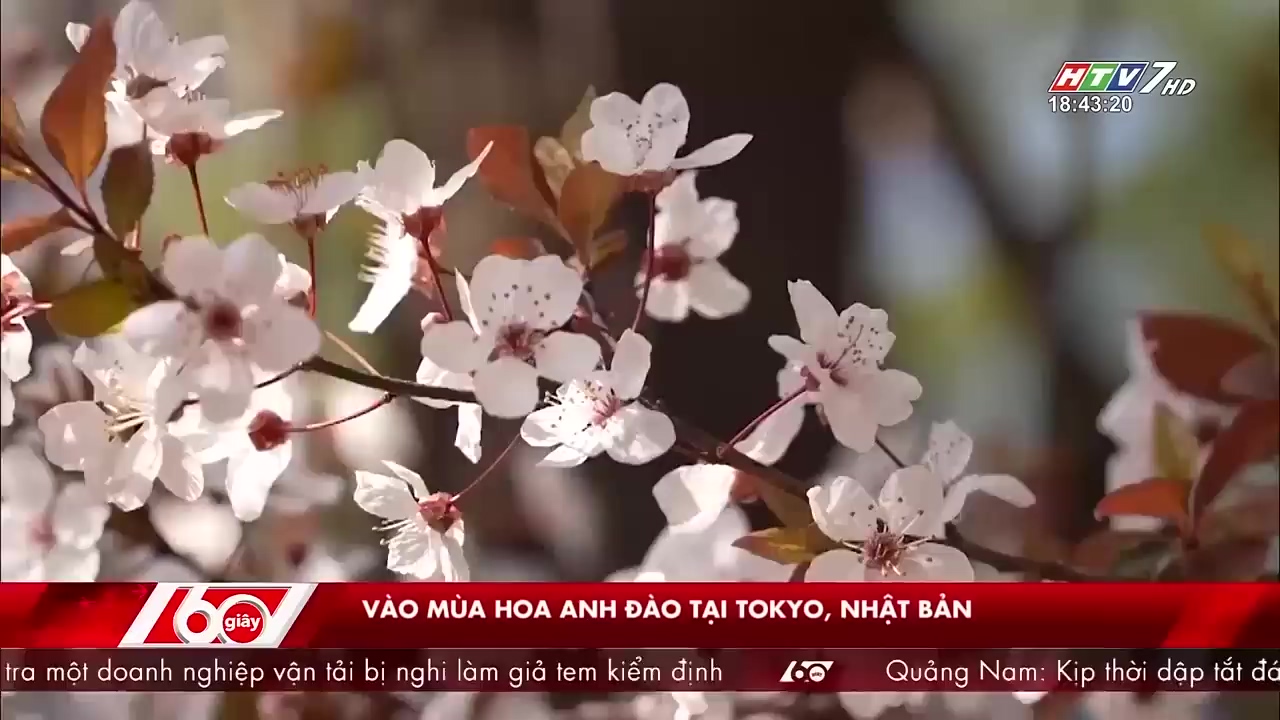 HTV7 HD
18:43:20
60 giây
VÀO MÙA HOA ANH ĐÀO TẠI TOKYO, NHẬT BẢN
tra một doanh nghiệp vận tải bị nghi làm giả tem kiểm định 60 giây Quảng Nam: Kịp thời dập tắt